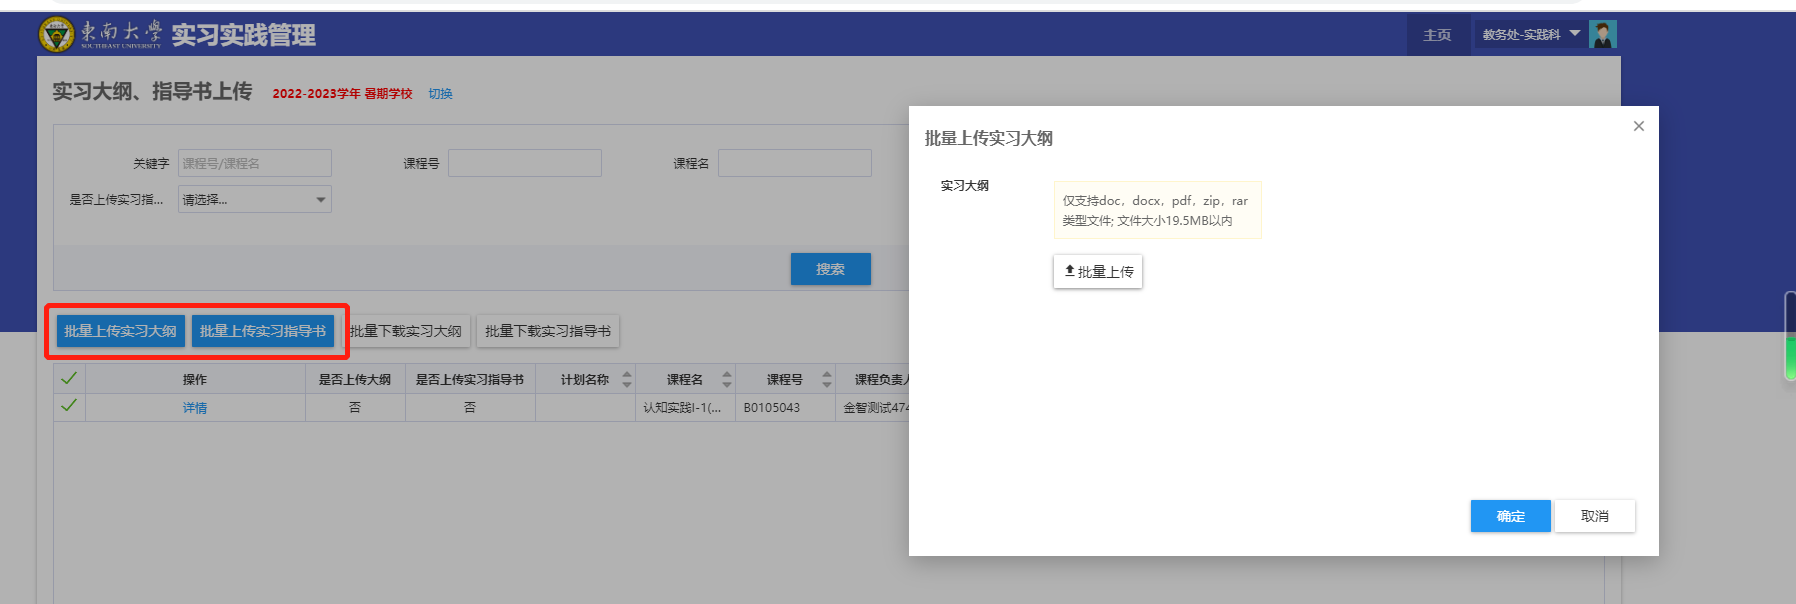 東南大學
SOUTHEAST UNIVERSITY
实习实践管理
主页
教务处-实践科
实习大纲、指导书上传
2022-2023学年 暑期学校
切换
关键字
课程号/课程名
课程号
课程名
是否上传实习指...
请选择...
搜索
批量上传实习大纲
批量上传实习指导书
批量下载实习大纲
批量下载实习指导书
操作
是否上传大纲
是否上传实习指导书
计划名称
课程名
课程号
课程负责人
详情
否
否
认知实践I-1(...
B0105043
金智测试474
批量上传实习大纲
×
实习大纲
仅支持doc，docx，pdf，zip，rar
类型文件; 文件大小19.5MB以内
批量上传
确定
取消